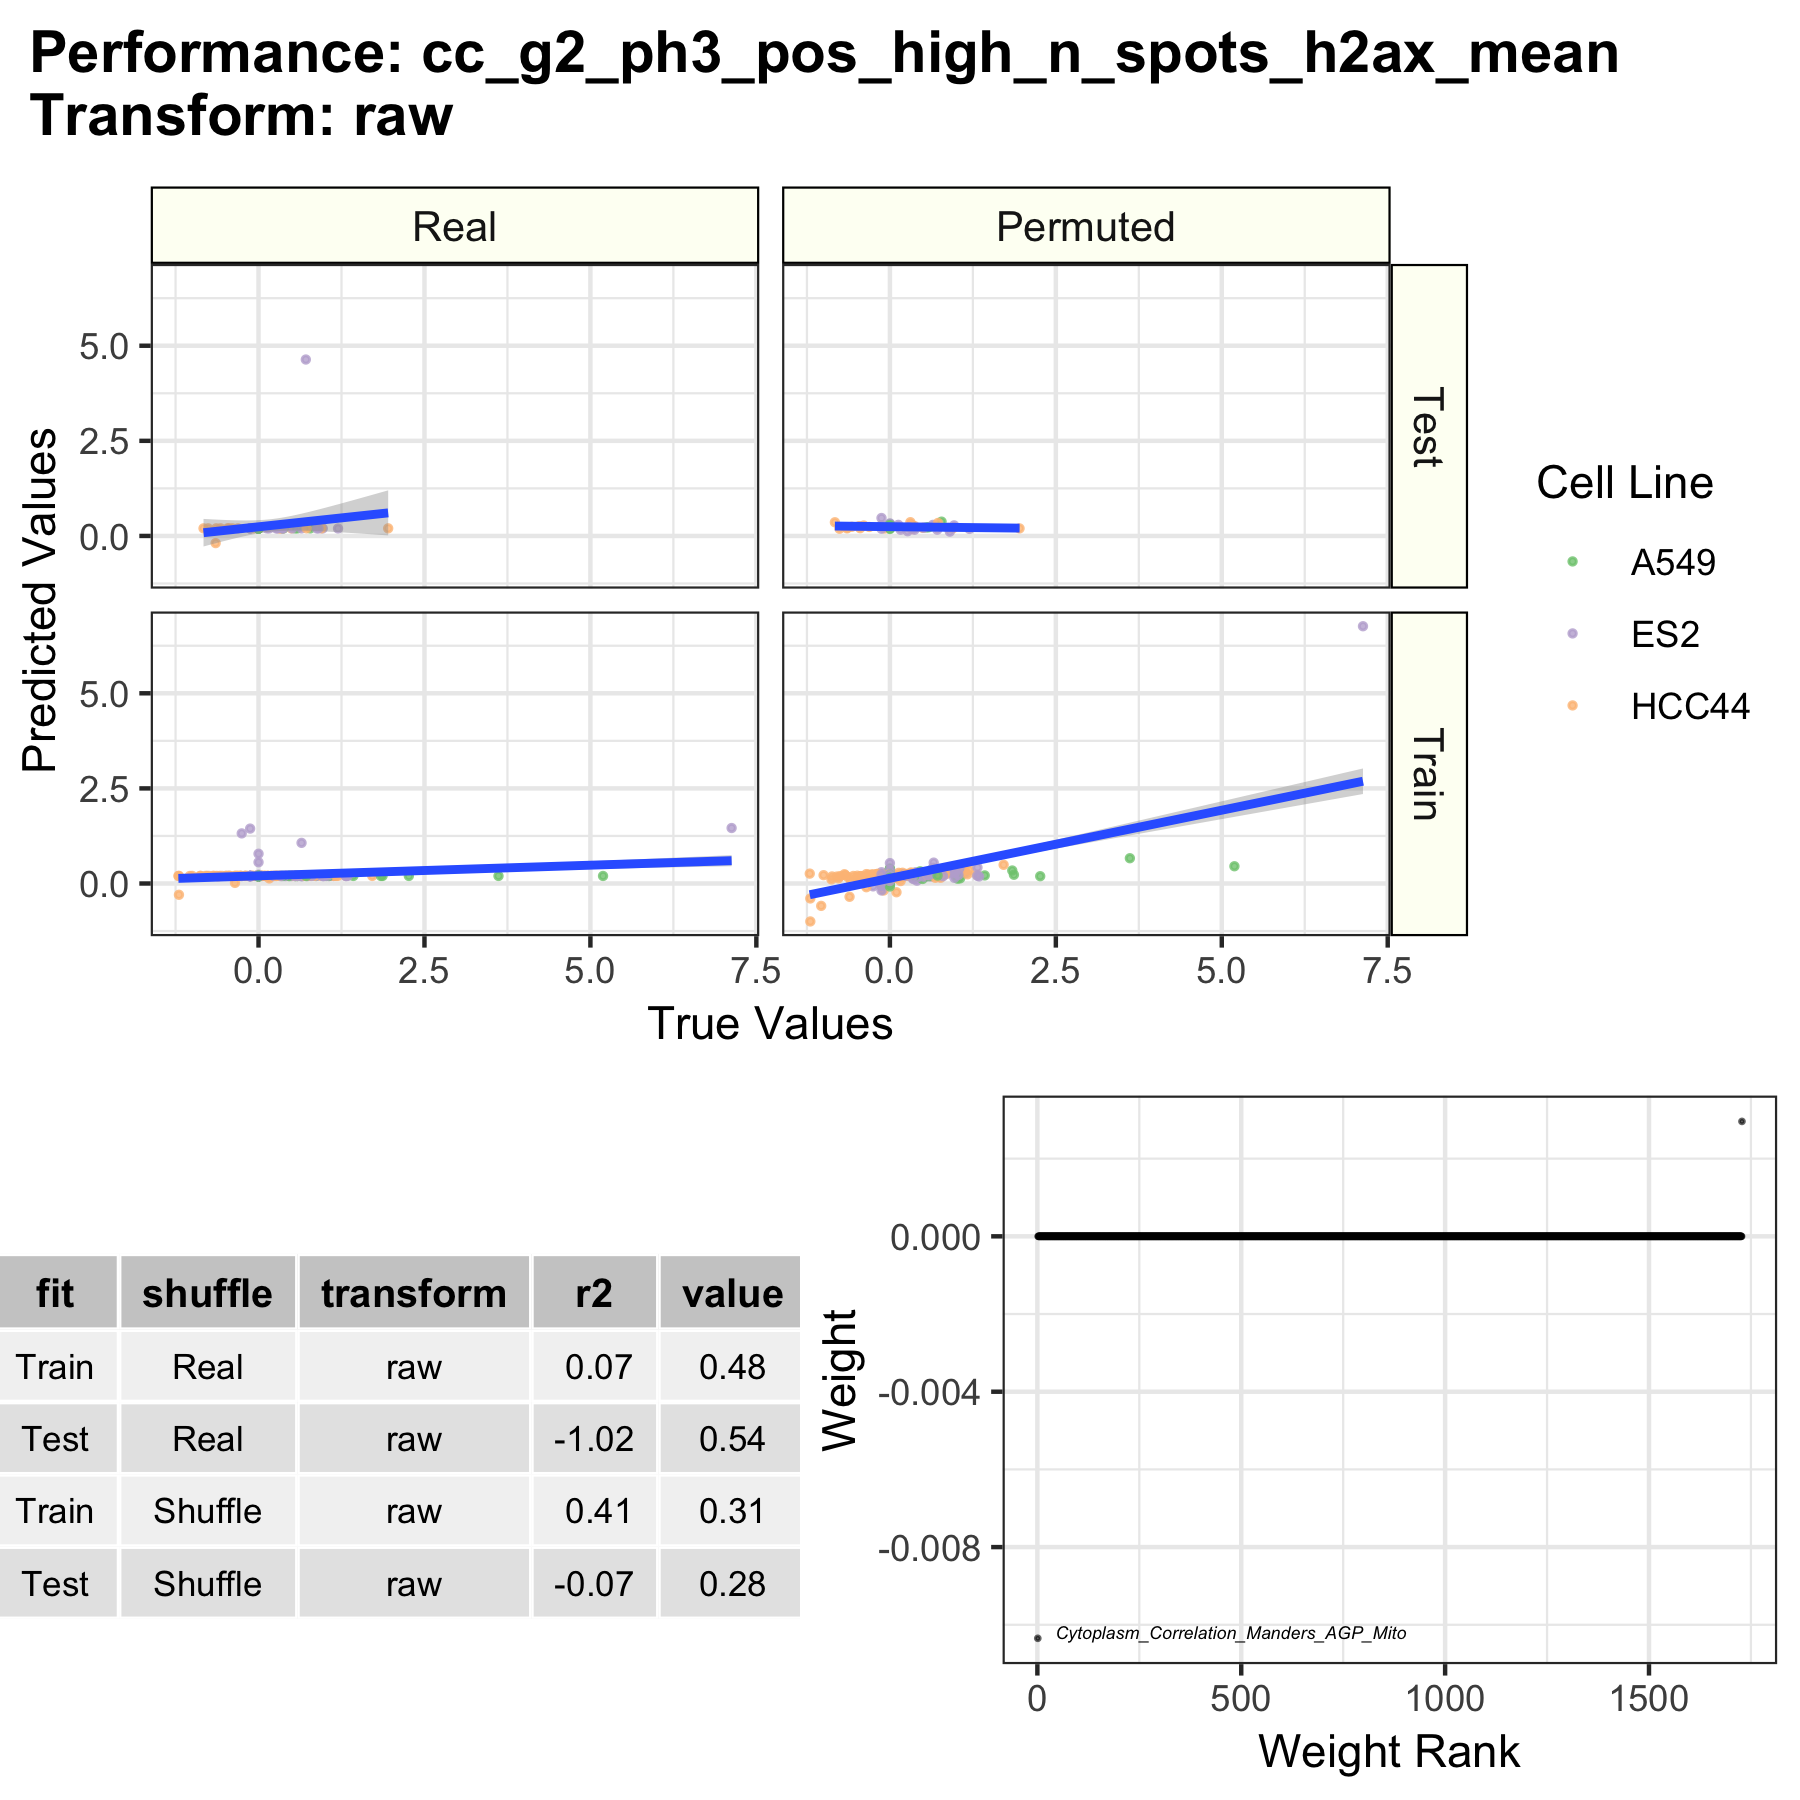 Performance: cc_g2_ph3_pos_high_n_spots_h2ax_mean
Transform: raw
Real
Permuted
Test
Train
Predicted Values
5.0
2.5
0.0
5.0
2.5
0.0
0.0
2.5
5.0
7.5
0.0
2.5
5.0
7.5
True Values
Cell Line
A549
ES2
HCC44
fit shuffle transform r2 value
Train Real raw 0.07 0.48
Test Real raw -1.02 0.54
Train Shuffle raw 0.41 0.31
Test Shuffle raw -0.07 0.28
Weight
0.000
-0.004
-0.008
Cytoplasm_Correlation_Manders_AGP_Mito
0
500
1000
1500
Weight Rank